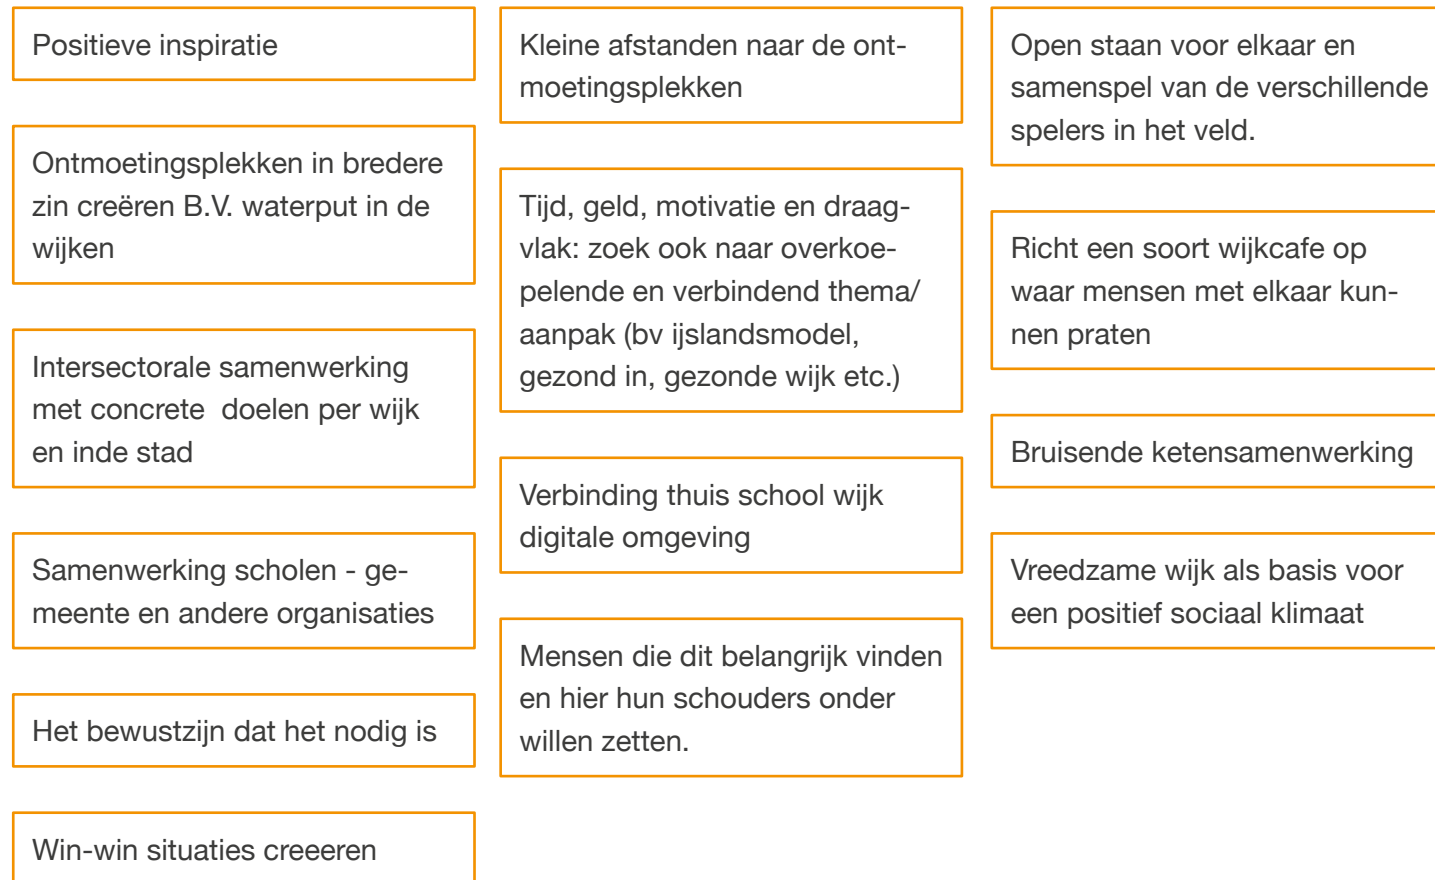 Positieve inspiratie
Ontmoetingsplekken in bredere
zin creëren B.V. waterput in de
wijken
Intersectorale samenwerking
met concrete  doelen per wijk
en inde stad
Samenwerking scholen - ge-
meente en andere organisaties
Het bewustzijn dat het nodig is
Win-win situaties creeeren
Kleine afstanden naar de ont-
moetingsplekken
Tijd, geld, motivatie en draag-
vlak: zoek ook naar overkoe-
pelende en verbindend thema/
aanpak (bv ijslandsmodel,
gezond in, gezonde wijk etc.)
Verbinding thuis school wijk
digitale omgeving
Mensen die dit belangrijk vinden
en hier hun schouders onder
willen zetten.
Open staan voor elkaar en
samenspel van de verschillende
spelers in het veld.
Richt een soort wijkcafe op
waar mensen met elkaar kun-
nen praten
Bruisende ketensamenwerking
Vreedzame wijk als basis voor
een positief sociaal klimaat